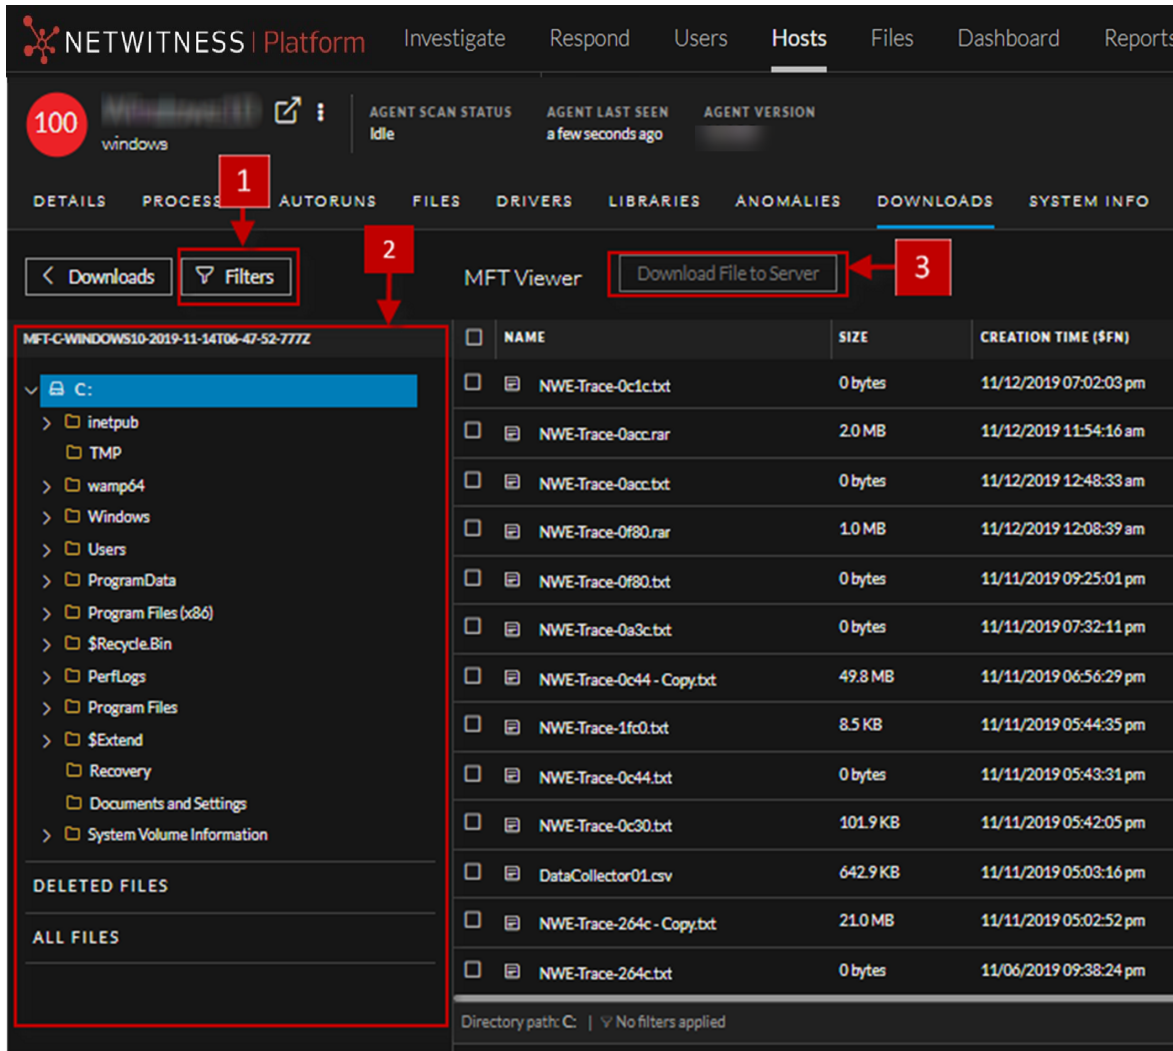 NETWITNESS | Platform Investigate Respond Users Hosts Files Dashboard Reports
100
windows
AGENT SCAN STATUS AGENT LAST SEEN AGENT VERSION
Idle a few seconds ago
1
DETAILS PROCESS AUTORUNS FILES DRIVERS LIBRARIES ANOMALIES DOWNLOADS SYSTEM INFO
2
3
Downloads Filters MFT Viewer Download File to Server
MFT-C-WINDOWS10-2019-11-14T06-47-52-777Z
C:
inetpub
TMP
wamp64
Windows
Users
ProgramData
Program Files (x86)
$Recycle.Bin
PerfLogs
Program Files
$Extend
Recovery
Documents and Settings
System Volume Information
DELETED FILES
ALL FILES
NAME SIZE CREATION TIME ($FN)
NWE-Trace-0c1c.txt 0 bytes 11/12/2019 07:02:03 pm
NWE-Trace-0acc.rar 2.0 MB 11/12/2019 11:54:16 am
NWE-Trace-0acc.txt 0 bytes 11/12/2019 12:48:33 am
NWE-Trace-0f80.rar 1.0 MB 11/12/2019 12:08:39 am
NWE-Trace-0f80.txt 0 bytes 11/11/2019 09:25:01 pm
NWE-Trace-0a3c.txt 0 bytes 11/11/2019 07:32:11 pm
NWE-Trace-0c44 - Copy.txt 49.8 MB 11/11/2019 06:56:29 pm
NWE-Trace-1fc0.txt 8.5 KB 11/11/2019 05:44:35 pm
NWE-Trace-0c44.txt 0 bytes 11/11/2019 05:43:31 pm
NWE-Trace-0c30.txt 101.9 KB 11/11/2019 05:42:05 pm
DataCollector01.csv 642.9 KB 11/11/2019 05:03:16 pm
NWE-Trace-264c - Copy.txt 21.0 MB 11/11/2019 05:02:52 pm
NWE-Trace-264c.txt 0 bytes 11/06/2019 09:38:24 pm
Directory path: C: | No filters applied